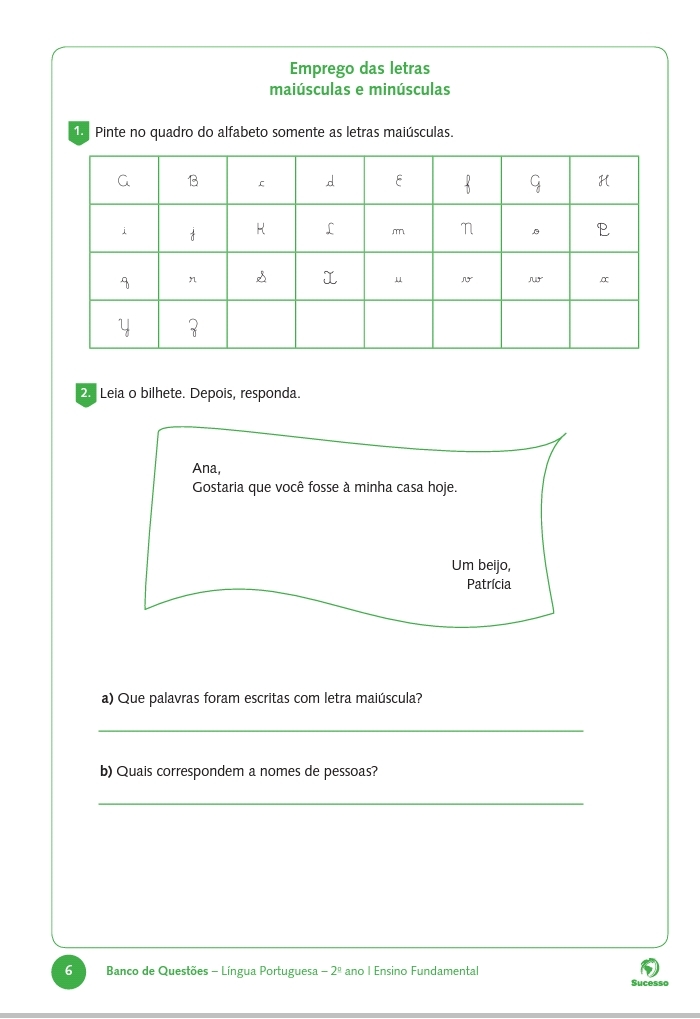 Emprego das letras
maiúsculas e minúsculas
1. Pinte no quadro do alfabeto somente as letras maiúsculas.
A B c d E f G H
i j K L m N o P
q r S T u v w x
Y Z
2. Leia o bilhete. Depois, responda.
Ana,
Gostaria que você fosse à minha casa hoje.
Um beijo,
Patrícia
a) Que palavras foram escritas com letra maiúscula?
b) Quais correspondem a nomes de pessoas?
6 Banco de Questões – Língua Portuguesa – 2º ano | Ensino Fundamental
Sucesso